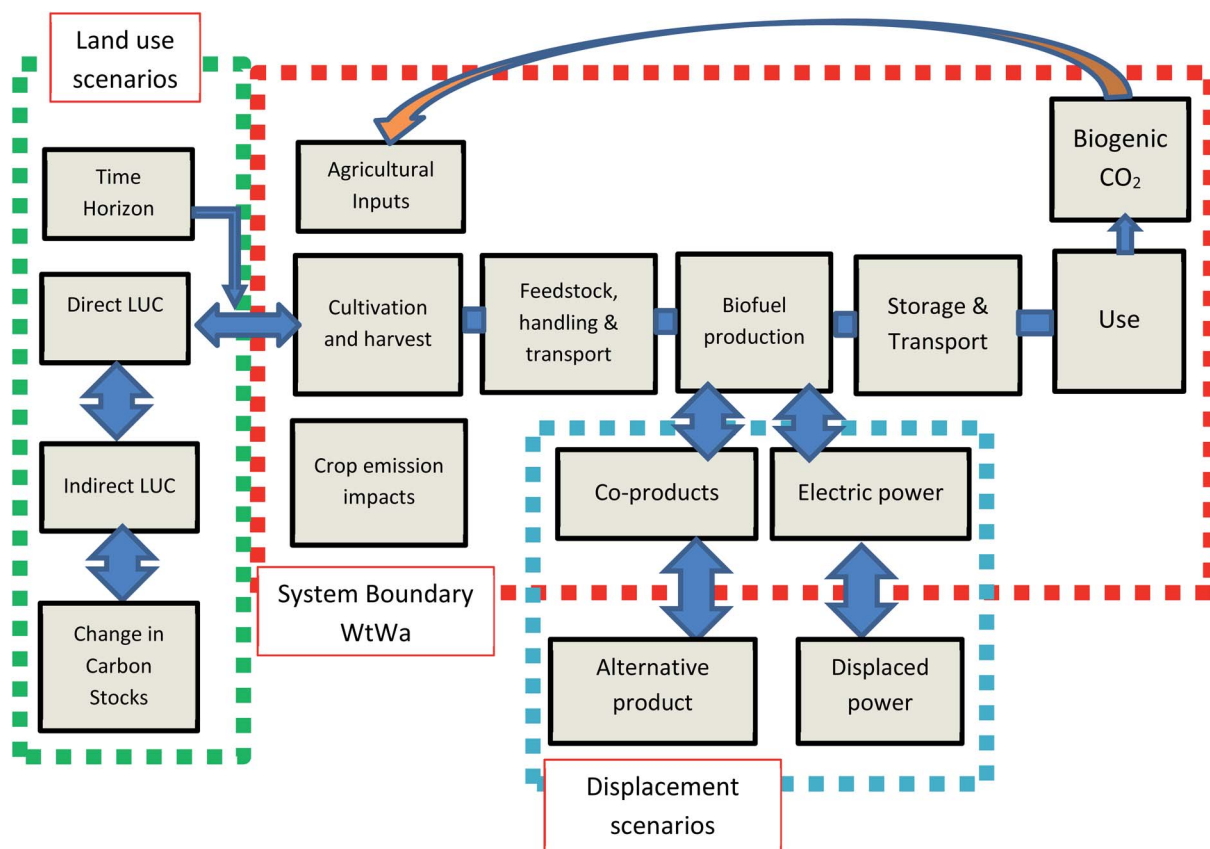 Land use
scenarios
Time
Horizon
Direct LUC
Indirect LUC
Change in
Carbon
Stocks
Agricultural
Inputs
Biogenic
CO₂
Cultivation
and harvest
Feedstock,
handling &
transport
Biofuel
production
Storage &
Transport
Use
Crop emission
impacts
Co-products
Electric power
System Boundary
WtWa
Alternative
product
Displaced
power
Displacement
scenarios